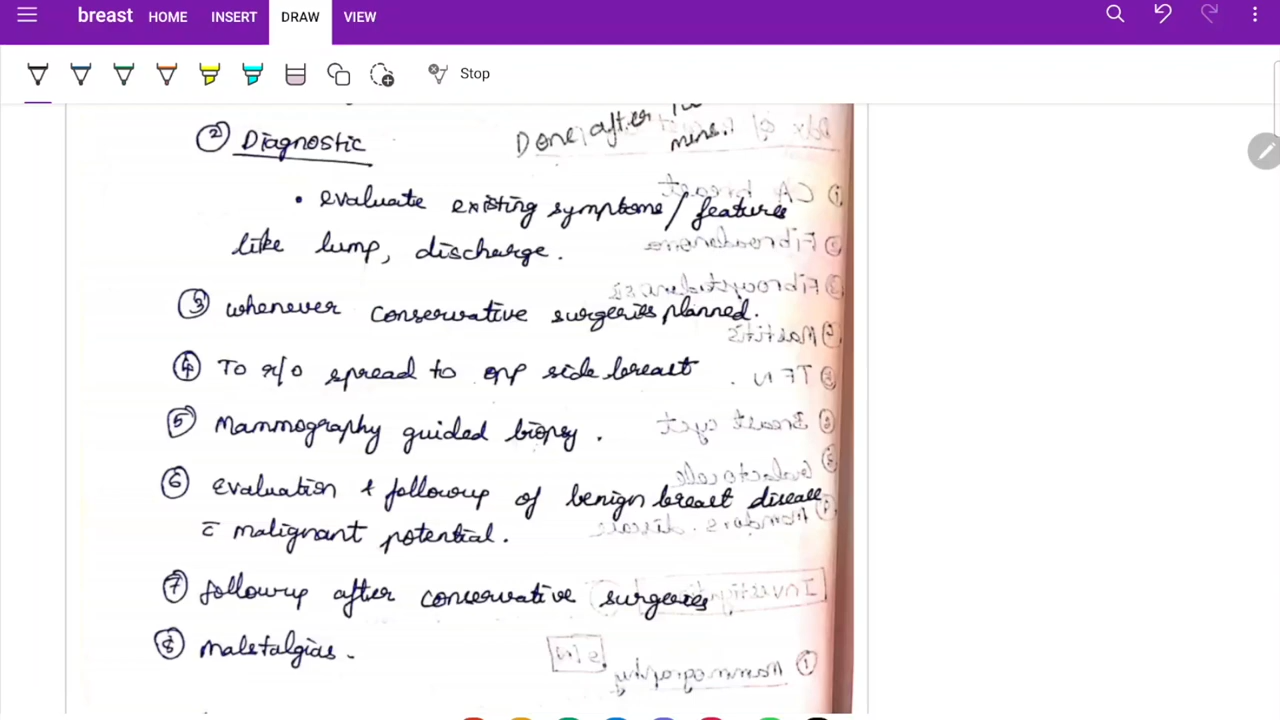 breast HOME INSERT DRAW VIEW
Stop
② Diagnostic
Done after
mens.
• evaluate existing symptoms / features
like lump, discharge.
③ whenever conservative surgeries planned.
④ To r/o spread to opp side breast
⑤ Mammography guided biopsy.
⑥ evaluation & followup of benign breast disease
c̄ malignant potential.
⑦ followup after conservative surgeries
⑧ mastalgias.